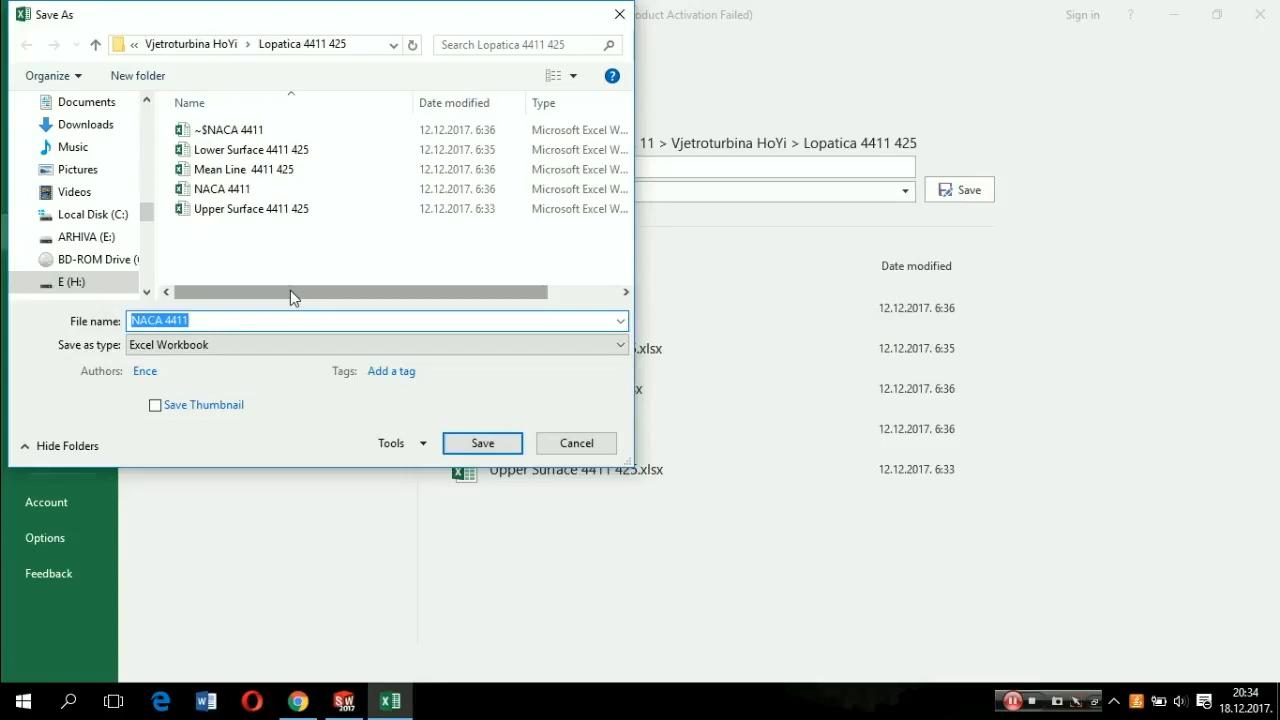 Save As
oduct Activation Failed)
Sign in
?
«
Vjetroturbina HoYi > Lopatica 4411 425
Search Lopatica 4411 425
Organize
New folder
?
Documents
Downloads
Music
Pictures
Videos
Local Disk (C:)
ARHIVA (E:)
BD-ROM Drive (
E (H:)
Name
Date modified
Type
~$NACA 4411
12.12.2017. 6:36
Microsoft Excel W...
Lower Surface 4411 425
12.12.2017. 6:35
Microsoft Excel W...
Mean Line 4411 425
12.12.2017. 6:36
Microsoft Excel W...
NACA 4411
12.12.2017. 6:36
Microsoft Excel W...
Upper Surface 4411 425
12.12.2017. 6:33
Microsoft Excel W...
File name:
NACA 4411
Save as type:
Excel Workbook
Authors:
Ence
Tags:
Add a tag
Save Thumbnail
Hide Folders
Tools
Save
Cancel
11 > Vjetroturbina HoYi > Lopatica 4411 425
Save
Date modified
12.12.2017. 6:36
5.xlsx
12.12.2017. 6:35
sx
12.12.2017. 6:36
12.12.2017. 6:36
Upper Surface 4411 425.xlsx
12.12.2017. 6:33
Account
Options
Feedback
SW
2017
20:34
18.12.2017.